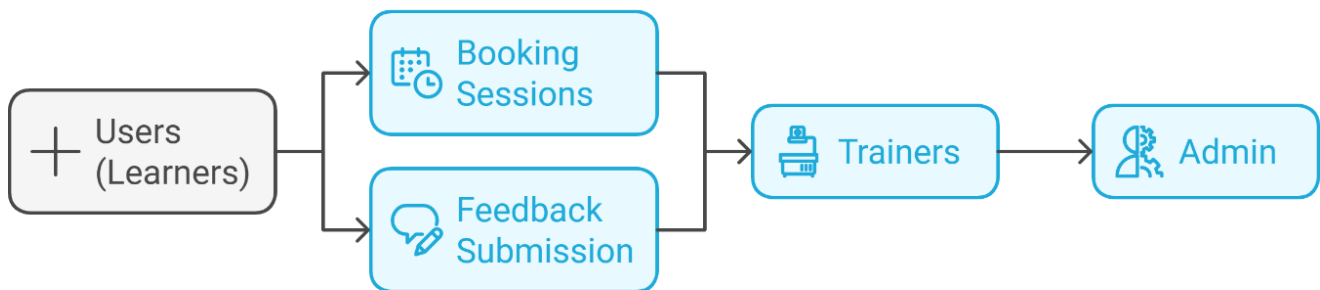 Users
(Learners)
Booking
Sessions
Feedback
Submission
Trainers
Admin